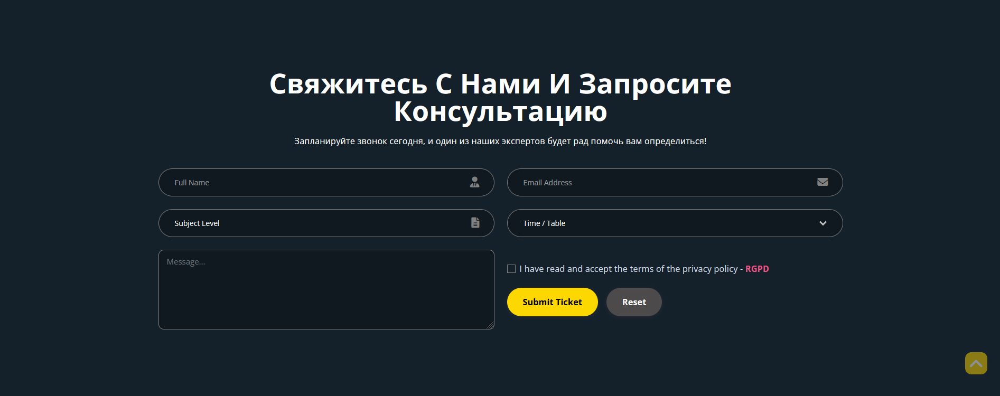 Свяжитесь С Нами И Запросите
Консультацию
Запланируйте звонок сегодня, и один из наших экспертов будет рад помочь вам определиться!
Full Name
Email Address
Subject Level
Time / Table
Message...
I have read and accept the terms of the privacy policy - RGPD
Submit Ticket
Reset